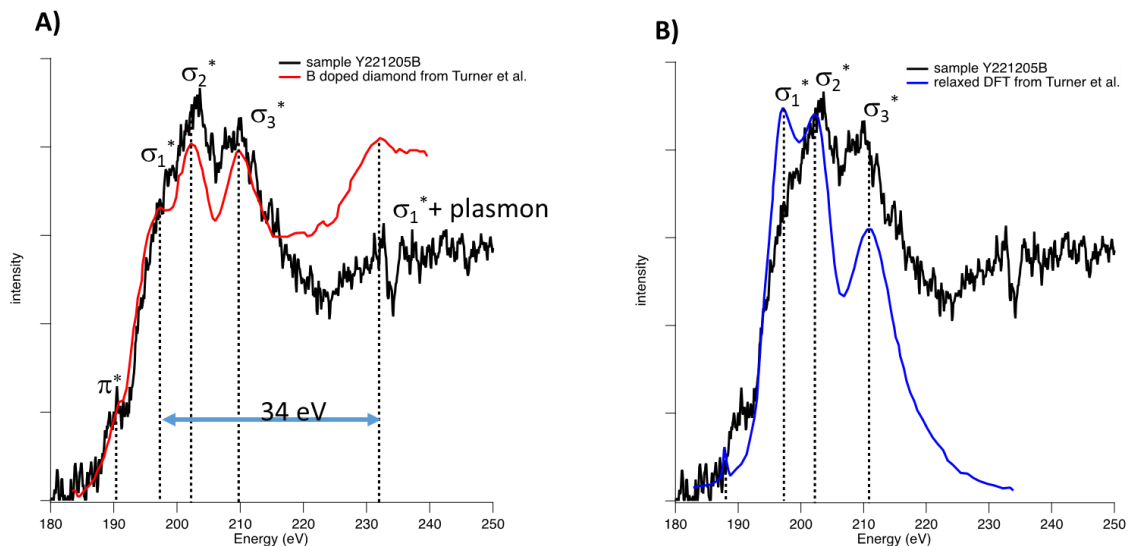 A)
sample Y221205B
B doped diamond from Turner et al.
σ2*
σ3*
σ1*
σ1*+ plasmon
π*
34 eV
intensity
180 190 200 210 220 230 240 250
Energy (eV)
B)
sample Y221205B
relaxed DFT from Turner et al.
σ1*
σ2*
σ3*
intensity
180 190 200 210 220 230 240 250
Energy (eV)